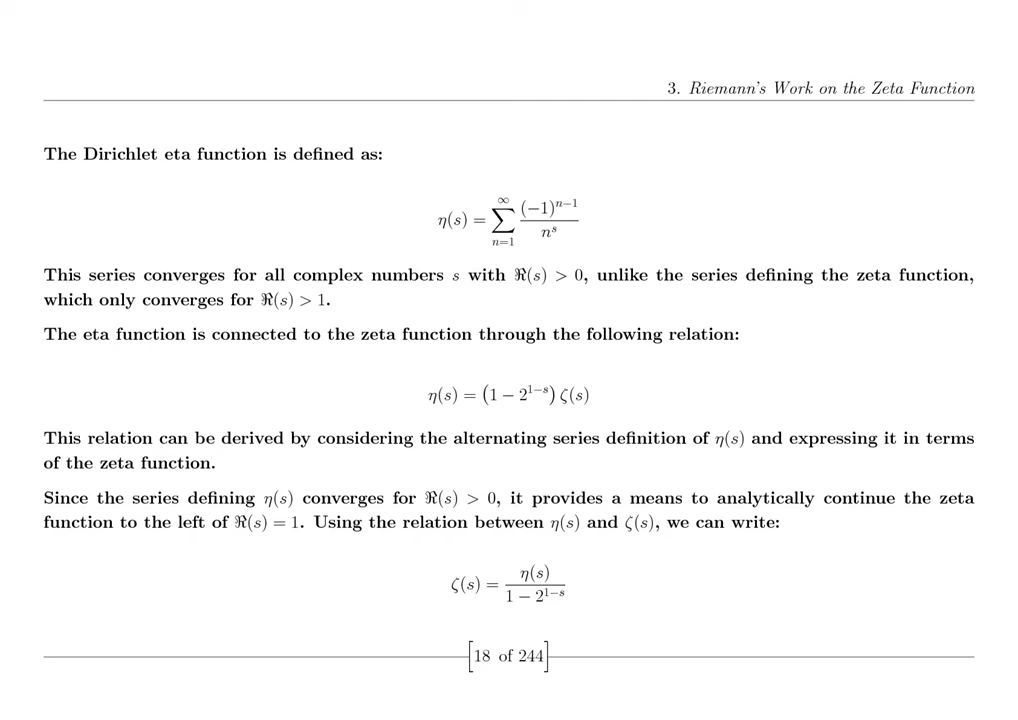 3. Riemann's Work on the Zeta Function
The Dirichlet eta function is defined as:
η(s) = ∑_{n=1}^{∞} (−1)^{n−1} / n^s
This series converges for all complex numbers s with ℜ(s) > 0, unlike the series defining the zeta function,
which only converges for ℜ(s) > 1.
The eta function is connected to the zeta function through the following relation:
η(s) = (1 − 2^{1−s}) ζ(s)
This relation can be derived by considering the alternating series definition of η(s) and expressing it in terms
of the zeta function.
Since the series defining η(s) converges for ℜ(s) > 0, it provides a means to analytically continue the zeta
function to the left of ℜ(s) = 1. Using the relation between η(s) and ζ(s), we can write:
ζ(s) = η(s) / (1 − 2^{1−s})
[18 of 244]